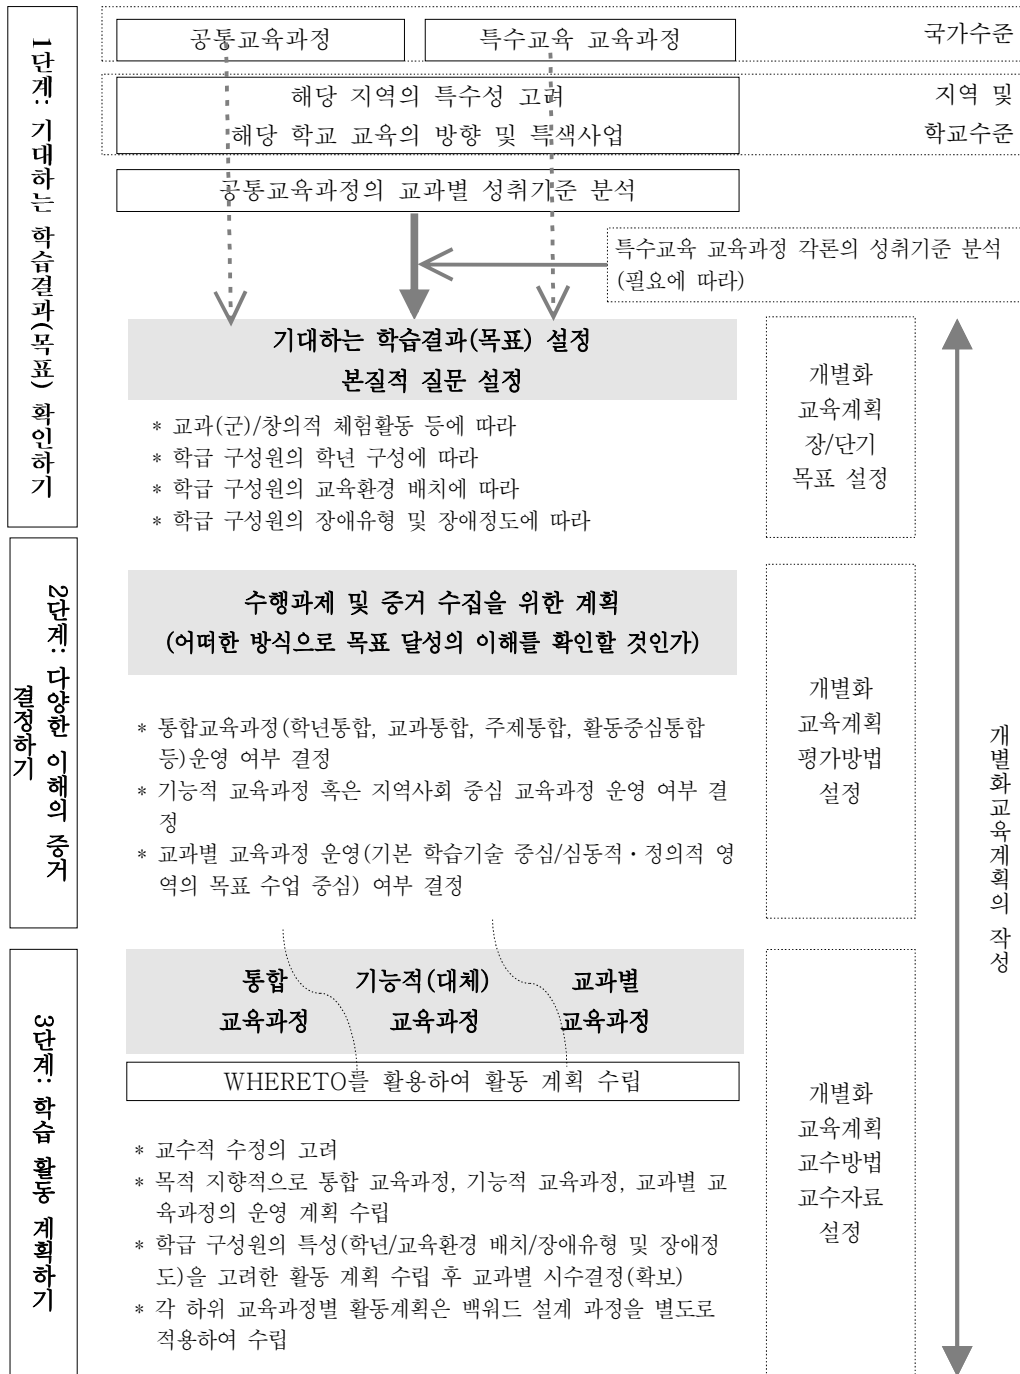 1단계: 기대하는 학습결과(목표) 확인하기
공통교육과정
특수교육 교육과정
국가수준
해당 지역의 특수성 고려
해당 학교 교육의 방향 및 특색사업
지역 및
학교수준
공통교육과정의 교과별 성취기준 분석
특수교육 교육과정 각론의 성취기준 분석
(필요에 따라)
기대하는 학습결과(목표) 설정
본질적 질문 설정
* 교과(군)/창의적 체험활동 등에 따라
* 학급 구성원의 학년 구성에 따라
* 학급 구성원의 교육환경 배치에 따라
* 학급 구성원의 장애유형 및 장애정도에 따라
개별화
교육계획
장/단기
목표 설정
2단계: 다양한 이해의 증거
결정하기
수행과제 및 증거 수집을 위한 계획
(어떠한 방식으로 목표 달성의 이해를 확인할 것인가)
* 통합교육과정(학년통합, 교과통합, 주제통합, 활동중심통합
등)운영 여부 결정
* 기능적 교육과정 혹은 지역사회 중심 교육과정 운영 여부 결
정
* 교과별 교육과정 운영(기본 학습기술 중심/심동적·정의적 영
역의 목표 수업 중심) 여부 결정
개별화
교육계획
평가방법
설정
개별화교육계획의 작성
3단계: 학습 활동 계획하기
통합
교육과정
기능적(대체)
교육과정
교과별
교육과정
WHERETO를 활용하여 활동 계획 수립
* 교수적 수정의 고려
* 목적 지향적으로 통합 교육과정, 기능적 교육과정, 교과별 교
육과정의 운영 계획 수립
* 학급 구성원의 특성(학년/교육환경 배치/장애유형 및 장애정
도)을 고려한 활동 계획 수립 후 교과별 시수결정(확보)
* 각 하위 교육과정별 활동계획은 백워드 설계 과정을 별도로
적용하여 수립
개별화
교육계획
교수방법
교수자료
설정